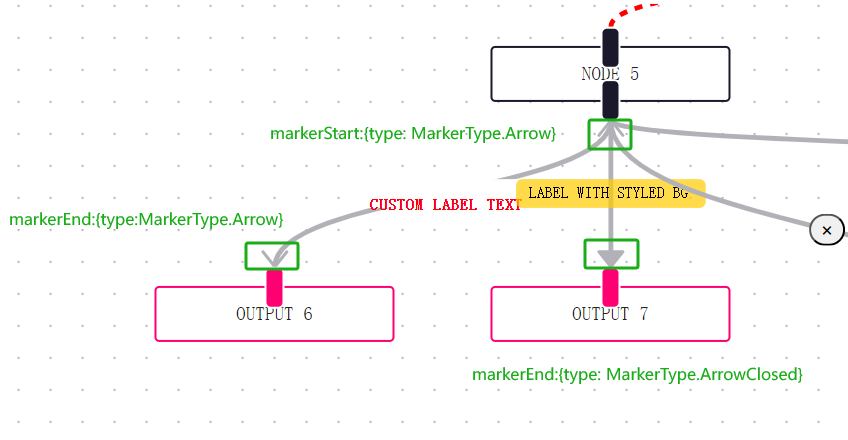 NODE 5
markerStart:{type: MarkerType.Arrow}
LABEL WITH STYLED BG
CUSTOM LABEL TEXT
markerEnd:{type:MarkerType.Arrow}
×
OUTPUT 6
OUTPUT 7
markerEnd:{type: MarkerType.ArrowClosed}